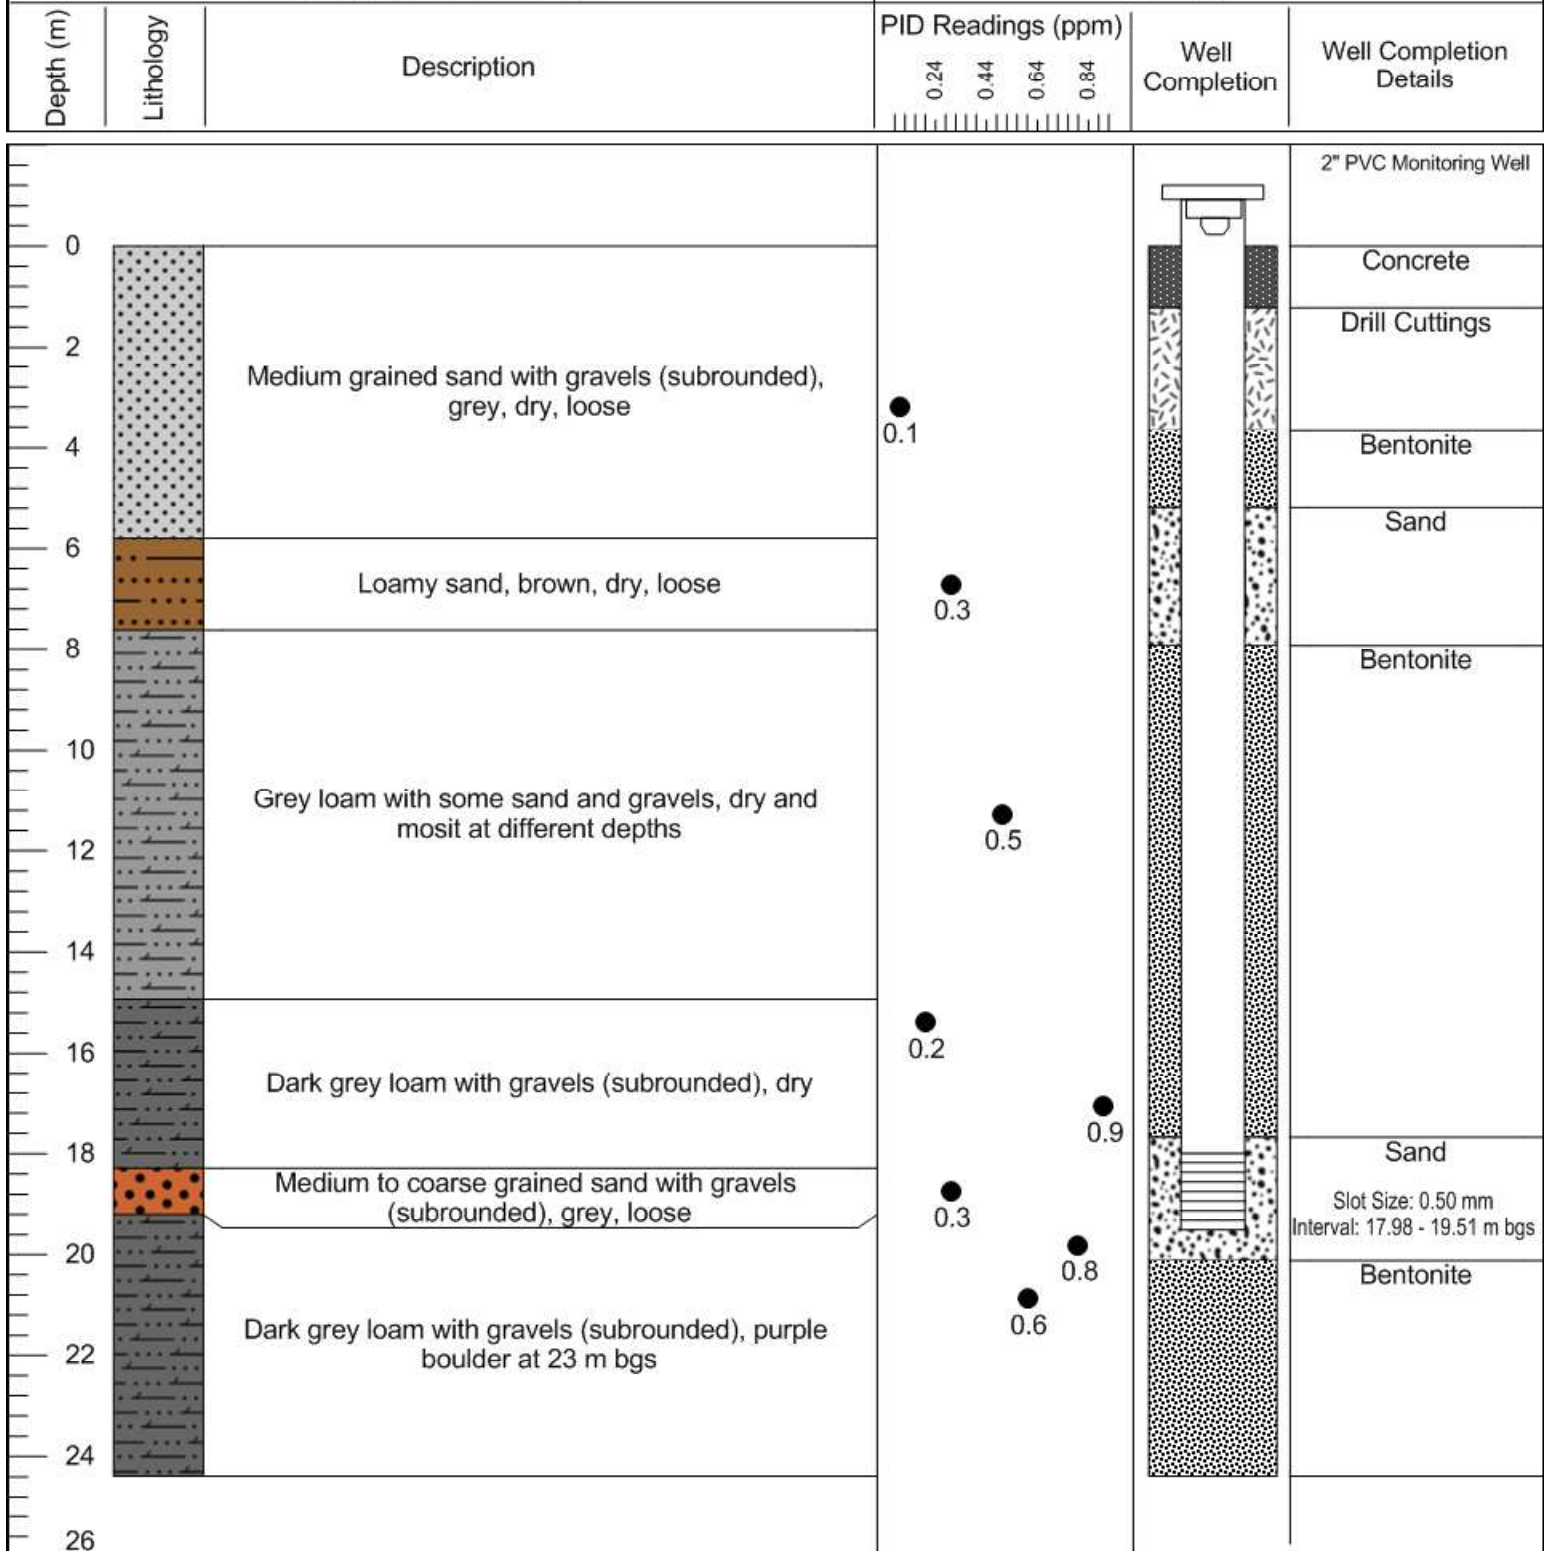 Depth (m)
Lithology
Description
PID Readings (ppm)
0.24
0.44
0.64
0.84
Well
Completion
Well Completion
Details
2" PVC Monitoring Well
0
Concrete
Drill Cuttings
2
Medium grained sand with gravels (subrounded),
grey, dry, loose
0.1
4
Bentonite
Sand
6
Loamy sand, brown, dry, loose
0.3
8
Bentonite
10
Grey loam with some sand and gravels, dry and
mosit at different depths
0.5
12
14
0.2
16
Dark grey loam with gravels (subrounded), dry
0.9
18
Sand
Medium to coarse grained sand with gravels
(subrounded), grey, loose
0.3
Slot Size: 0.50 mm
Interval: 17.98 - 19.51 m bgs
20
0.8
Bentonite
0.6
Dark grey loam with gravels (subrounded), purple
boulder at 23 m bgs
22
24
26